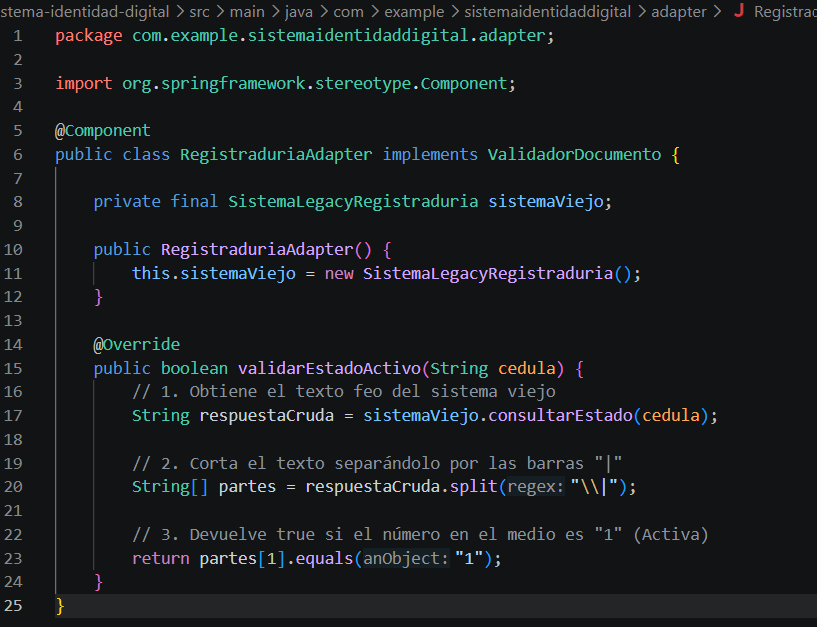 stema-identidad-digital > src > main > java > com > example > sistemaidentidaddigital > adapter > J Registrad
1 package com.example.sistemaidentidaddigital.adapter;
2
3 import org.springframework.stereotype.Component;
4
5 @Component
6 public class RegistraduriaAdapter implements ValidadorDocumento {
7
8 private final SistemaLegacyRegistraduria sistemaViejo;
9
10 public RegistraduriaAdapter() {
11 this.sistemaViejo = new SistemaLegacyRegistraduria();
12 }
13
14 @Override
15 public boolean validarEstadoActivo(String cedula) {
16 // 1. Obtiene el texto feo del sistema viejo
17 String respuestaCruda = sistemaViejo.consultarEstado(cedula);
18
19 // 2. Corta el texto separándolo por las barras "|"
20 String[] partes = respuestaCruda.split(regex: "\\|");
21
22 // 3. Devuelve true si el número en el medio es "1" (Activa)
23 return partes[1].equals(anObject: "1");
24 }
25 }